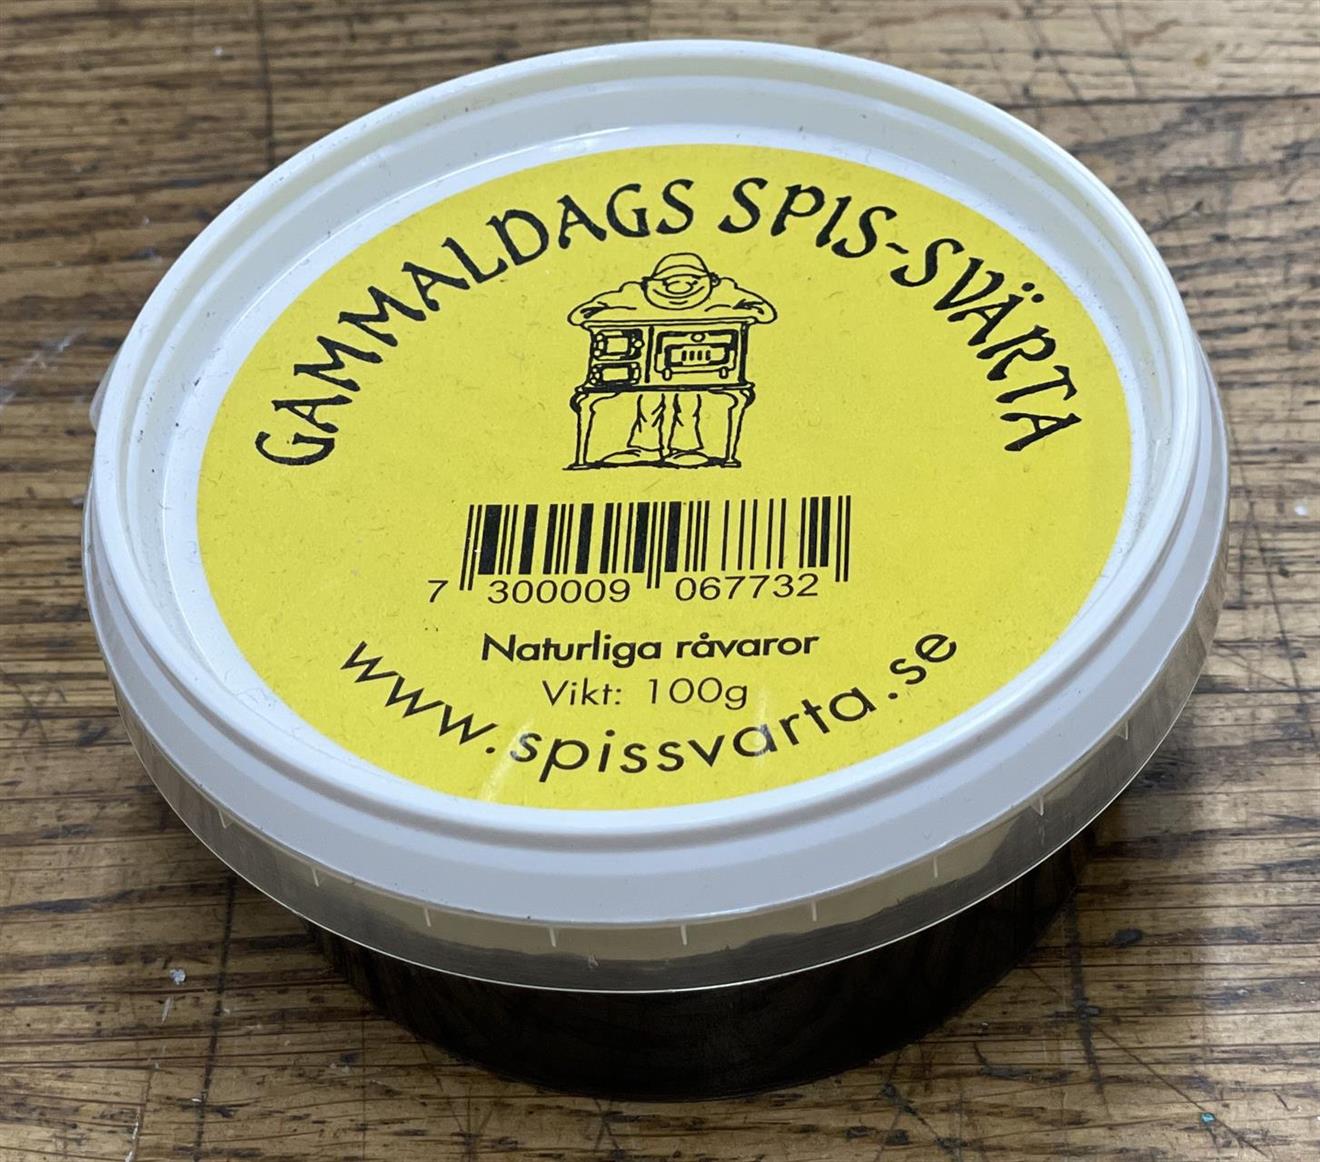 GAMMALDAGS SPIS-SVÄRTA
7 300009 067732
Naturliga råvaror
Vikt: 100g
www.spissvarta.se